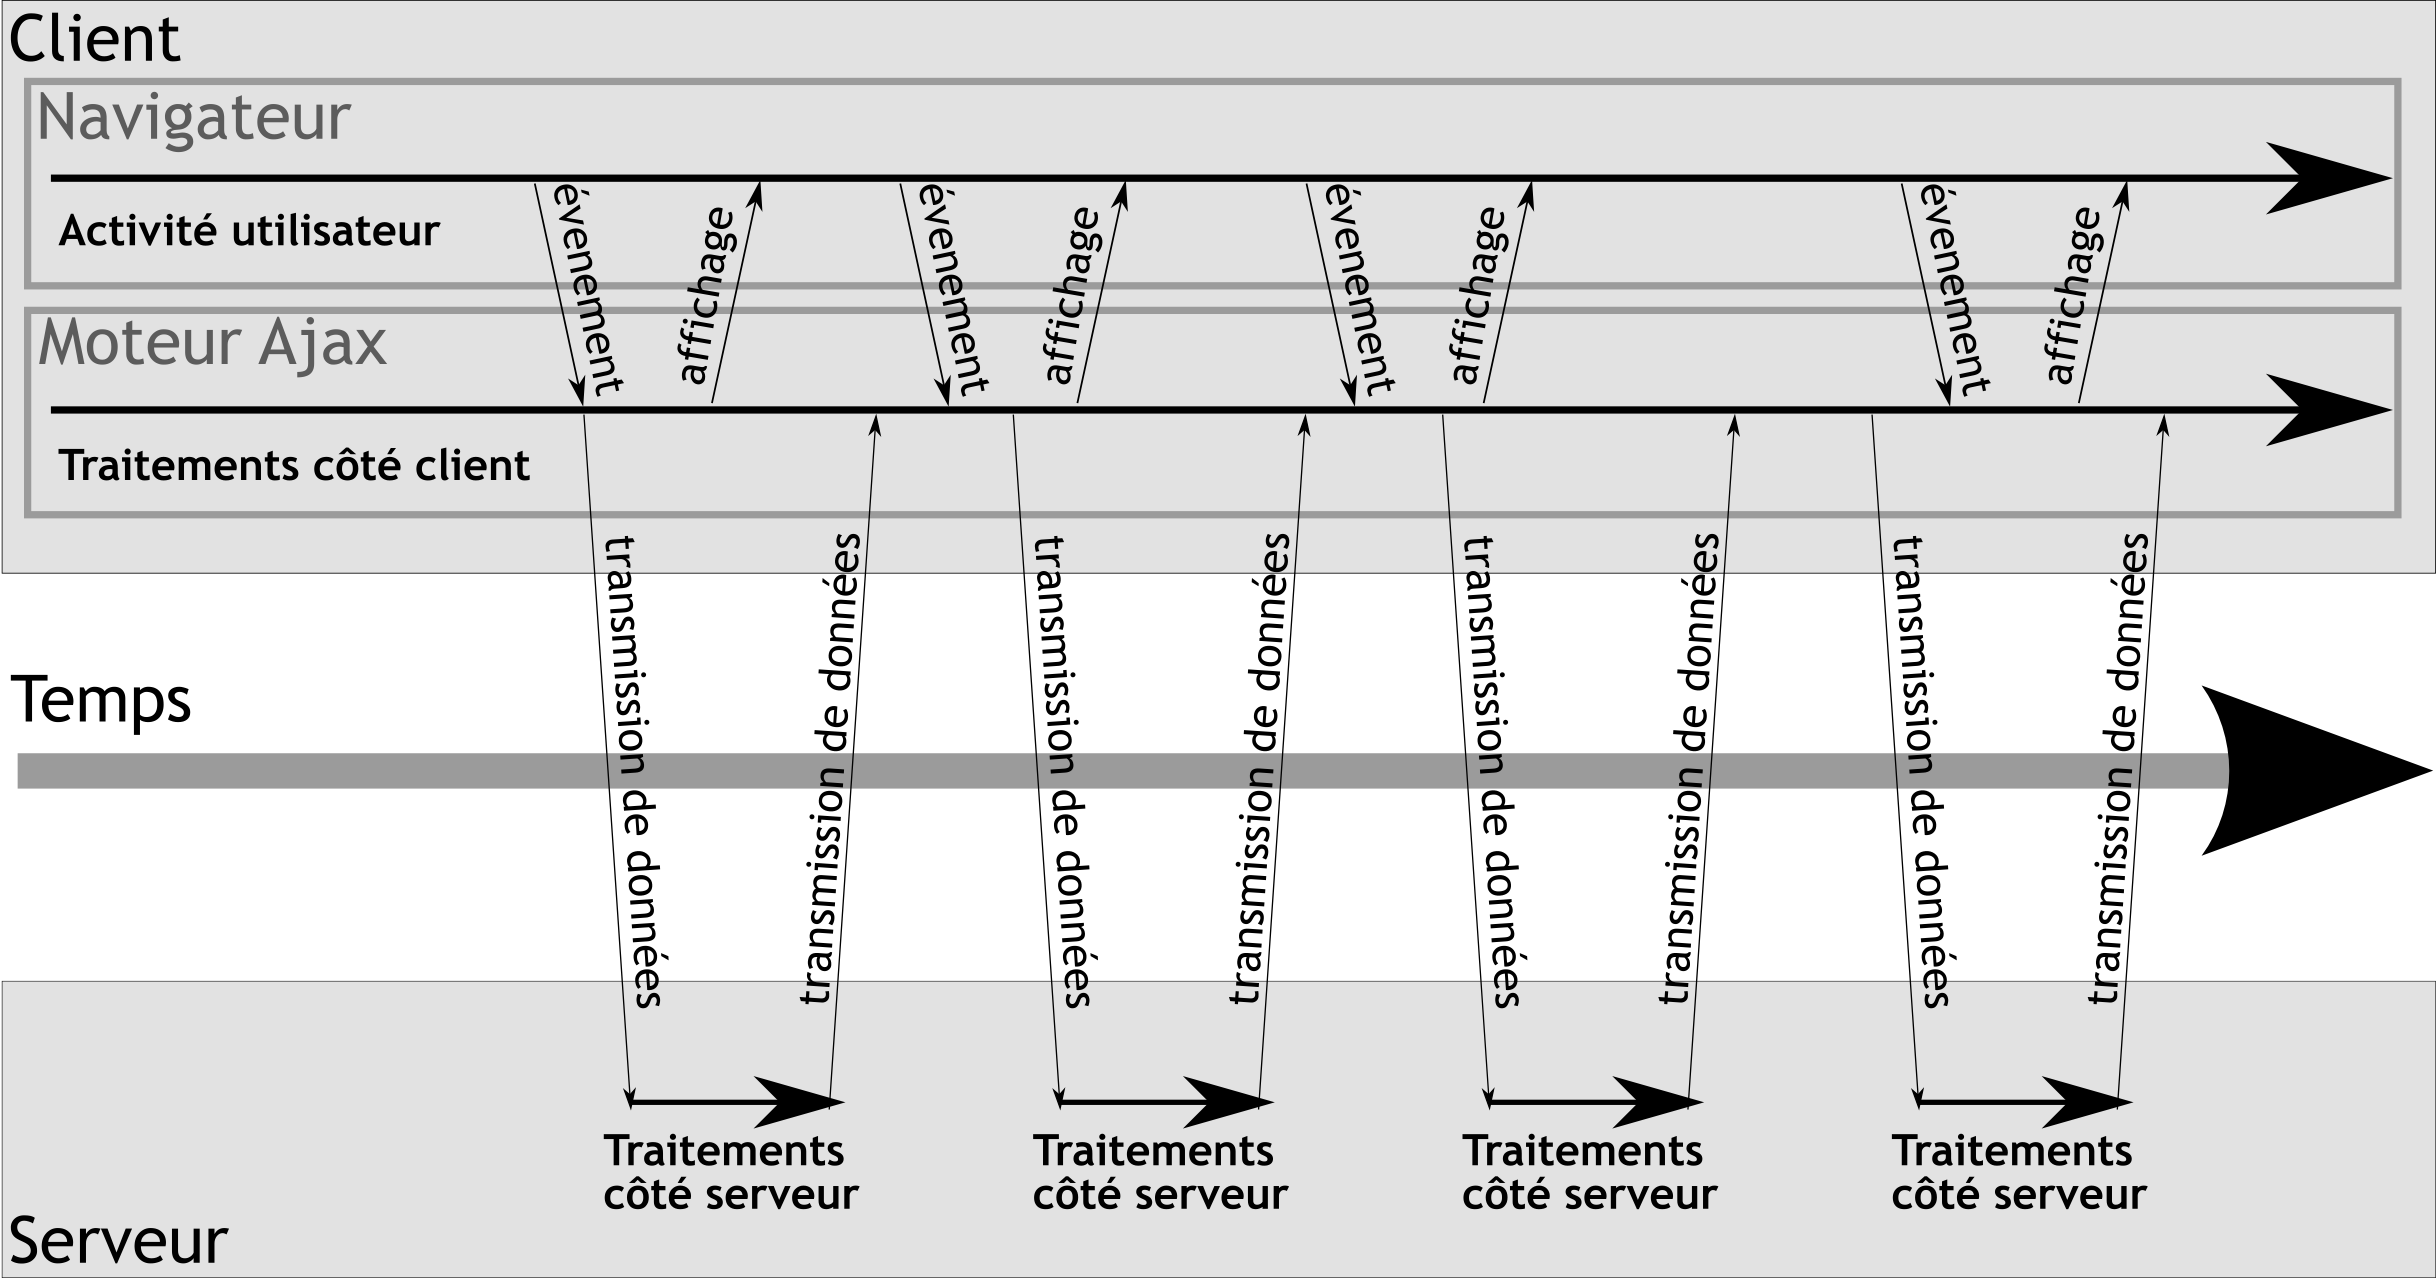 Client
Navigateur
Activité utilisateur
évenement
affichage
évenement
affichage
évenement
affichage
évenement
affichage
Moteur Ajax
Traitements côté client
transmission de données
transmission de données
transmission de données
transmission de données
transmission de données
transmission de données
transmission de données
transmission de données
Temps
Traitements
côté serveur
Traitements
côté serveur
Traitements
côté serveur
Traitements
côté serveur
Serveur